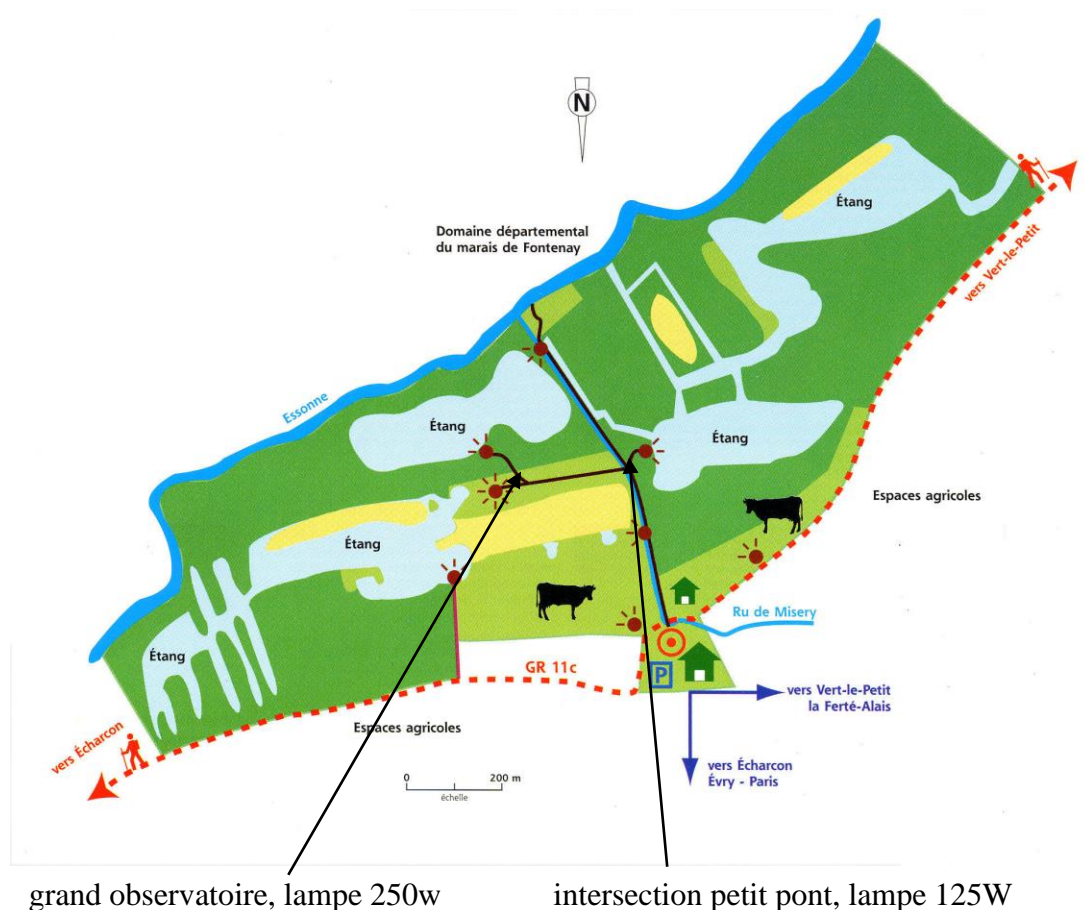 N
Étang
Domaine départemental
du marais de Fontenay
vers Vert-le-Petit
Essonne
Étang
Étang
Espaces agricoles
Étang
Ru de Misery
Étang
GR 11c
P
vers Vert-le-Petit
la Ferté-Alais
Espaces agricoles
vers Écharcon
vers Écharcon
Évry - Paris
0 200 m
échelle
grand observatoire, lampe 250w
intersection petit pont, lampe 125W